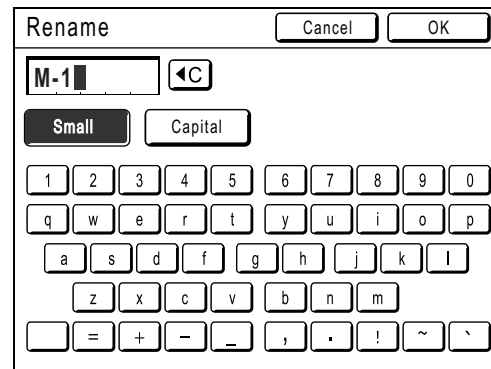 Rename Cancel OK
M-1 C
Small Capital
1 2 3 4 5 6 7 8 9 0
q w e r t y u i o p
a s d f g h j k l
z x c v b n m
= + - _ , . ! ~ `